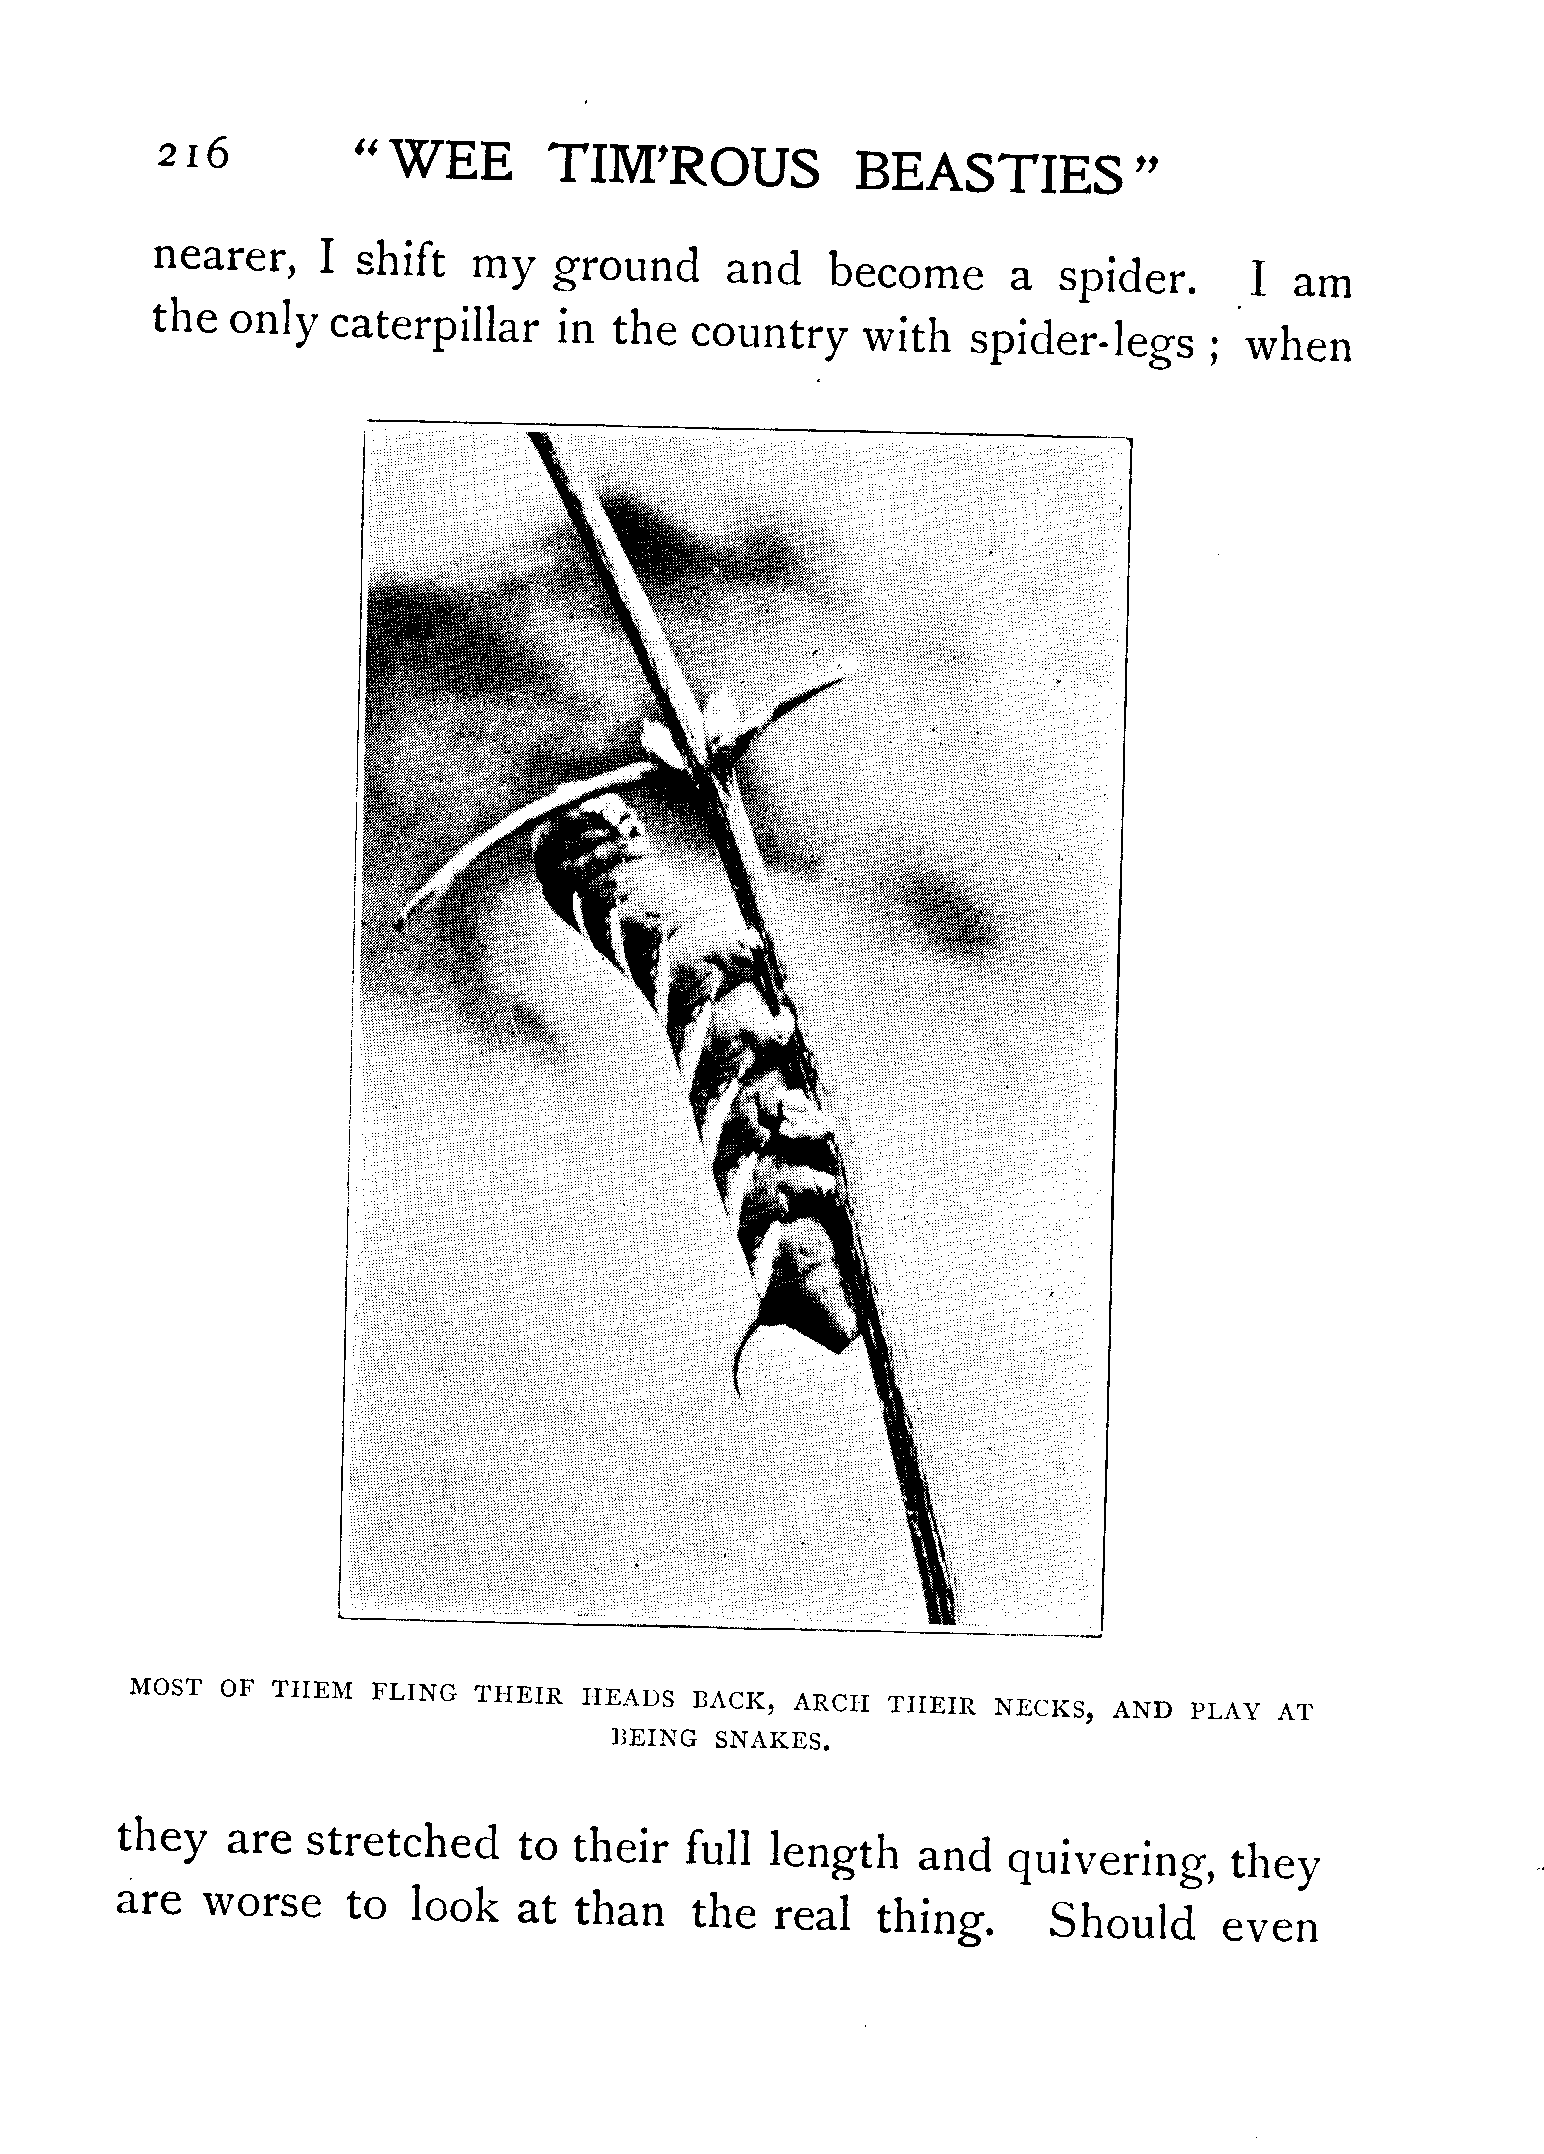 216 "WEE TIM'ROUS BEASTIES"
nearer, I shift my ground and become a spider. I am
the only caterpillar in the country with spider-legs; when
MOST OF THEM FLING THEIR HEADS BACK, ARCH THEIR NECKS, AND PLAY AT
BEING SNAKES.
they are stretched to their full length and quivering, they
are worse to look at than the real thing. Should even